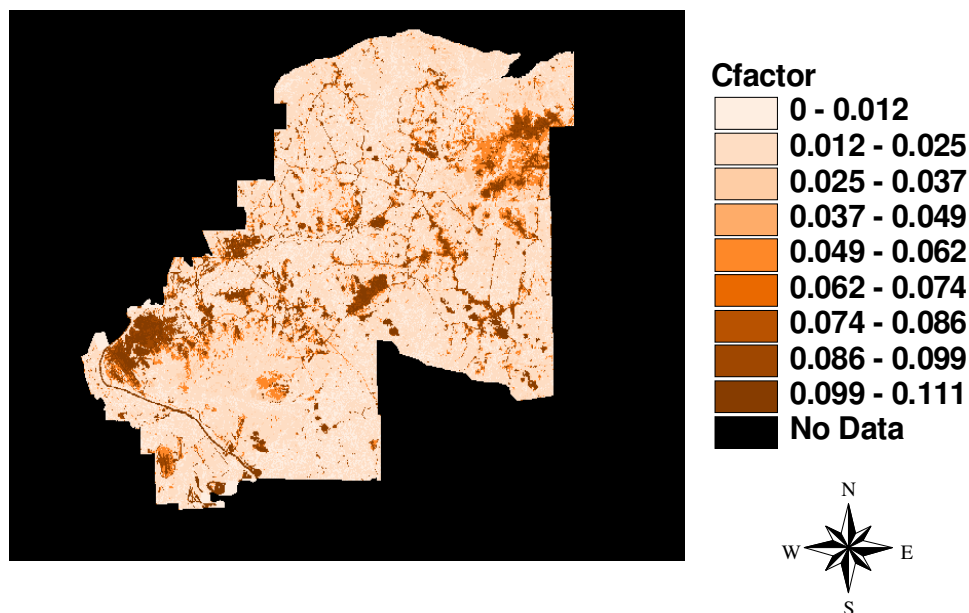 Cfactor
0 - 0.012
0.012 - 0.025
0.025 - 0.037
0.037 - 0.049
0.049 - 0.062
0.062 - 0.074
0.074 - 0.086
0.086 - 0.099
0.099 - 0.111
No Data
N
W E
S